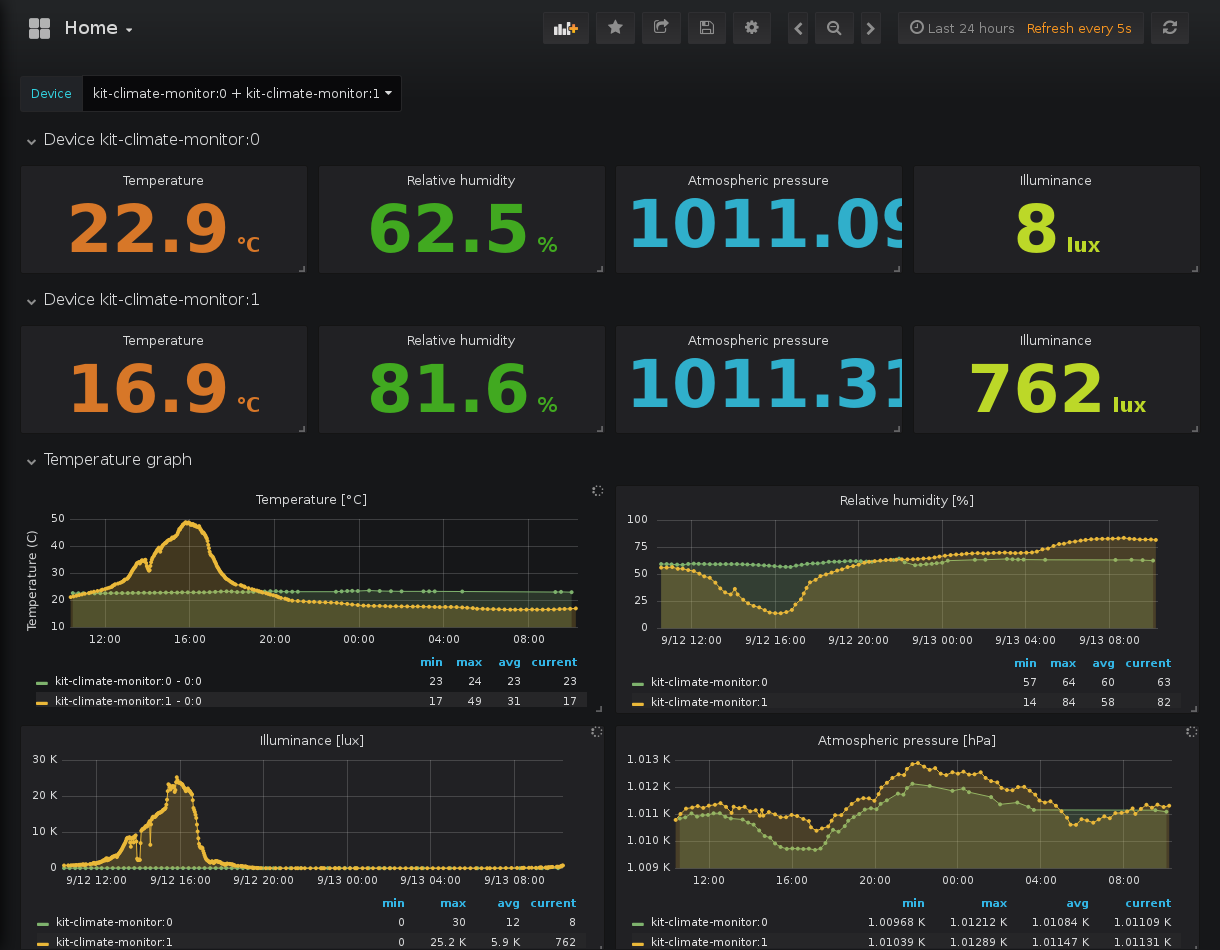 Home
Last 24 hours Refresh every 5s
Device kit-climate-monitor:0 + kit-climate-monitor:1
Device kit-climate-monitor:0
Temperature Relative humidity Atmospheric pressure Illuminance
22.9 °C 62.5 % 1011.09 8 lux
Device kit-climate-monitor:1
Temperature Relative humidity Atmospheric pressure Illuminance
16.9 °C 81.6 % 1011.31 762 lux
Temperature graph
Temperature [°C]
Temperature (C)
50
40
30
20
10
12:00 16:00 20:00 00:00 04:00 08:00
min max avg current
kit-climate-monitor:0 - 0:0 23 24 23 23
kit-climate-monitor:1 - 0:0 17 49 31 17
Relative humidity [%]
100
75
50
25
0
9/12 12:00 9/12 16:00 9/12 20:00 9/13 00:00 9/13 04:00 9/13 08:00
min max avg current
kit-climate-monitor:0 57 64 60 63
kit-climate-monitor:1 14 84 58 82
Illuminance [lux]
30 K
20 K
10 K
0
9/12 12:00 9/12 16:00 9/12 20:00 9/13 00:00 9/13 04:00 9/13 08:00
min max avg current
kit-climate-monitor:0 0 30 12 8
kit-climate-monitor:1 0 25.2 K 5.9 K 762
Atmospheric pressure [hPa]
1.013 K
1.012 K
1.011 K
1.010 K
1.009 K
12:00 16:00 20:00 00:00 04:00 08:00
min max avg current
kit-climate-monitor:0 1.00968 K 1.01212 K 1.01084 K 1.01109 K
kit-climate-monitor:1 1.01039 K 1.01289 K 1.01147 K 1.01131 K